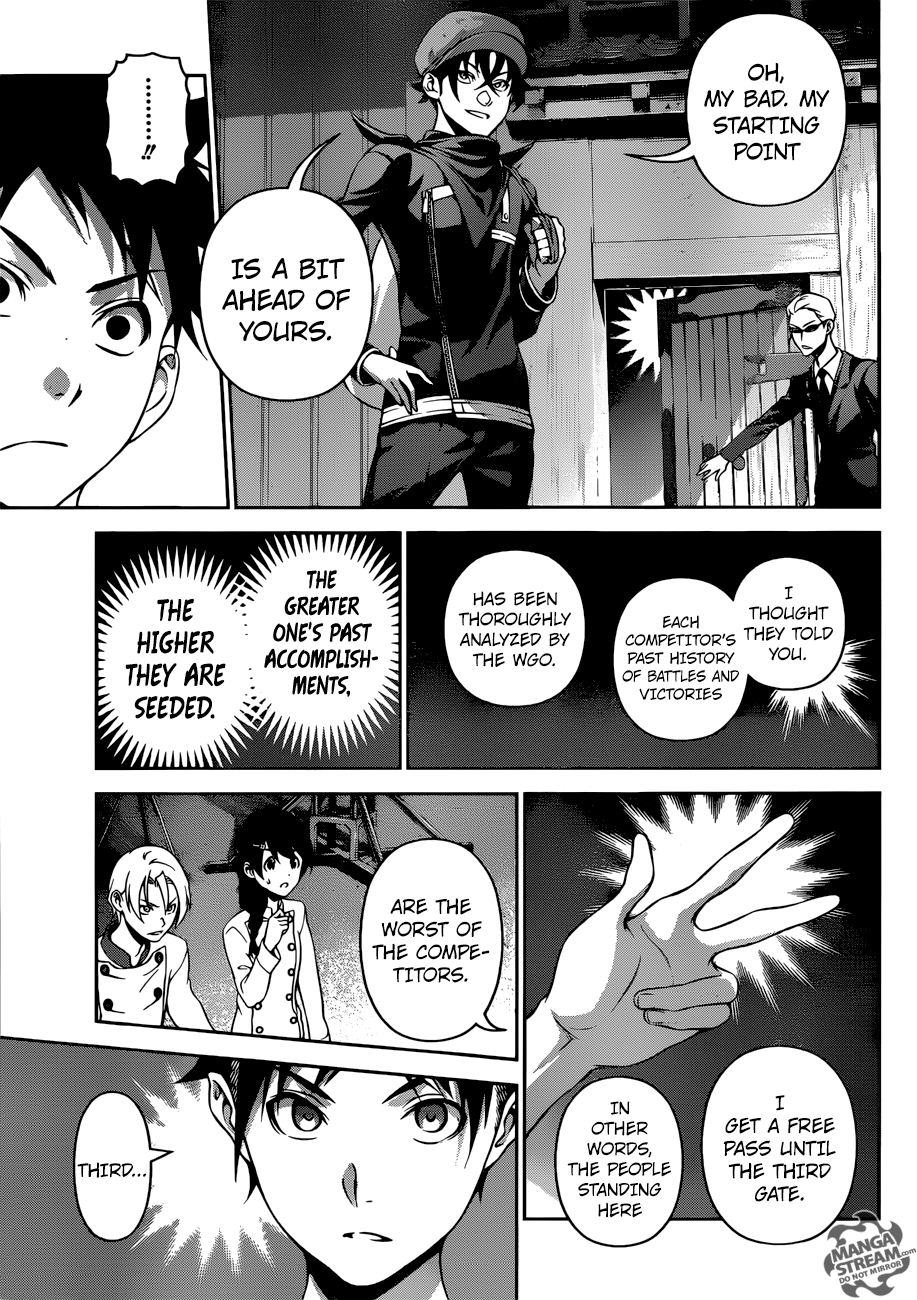 OH,
MY BAD. MY
STARTING
POINT
IS A BIT
AHEAD OF
YOURS.
........!!
I
THOUGHT
THEY TOLD
YOU.
EACH
COMPETITOR'S
PAST HISTORY
OF BATTLES AND
VICTORIES
HAS BEEN
THOROUGHLY
ANALYZED BY
THE WGO.
THE
GREATER
ONE'S PAST
ACCOMPLISH-
MENTS,
THE
HIGHER
THEY ARE
SEEDED.
I
GET A FREE
PASS UNTIL
THE THIRD
GATE.
IN
OTHER
WORDS,
THE PEOPLE
STANDING
HERE
ARE THE
WORST OF
THE COMPE-
TITORS.
THIRD...
MANGA
STREAM.com
DO NOT MIRROR!